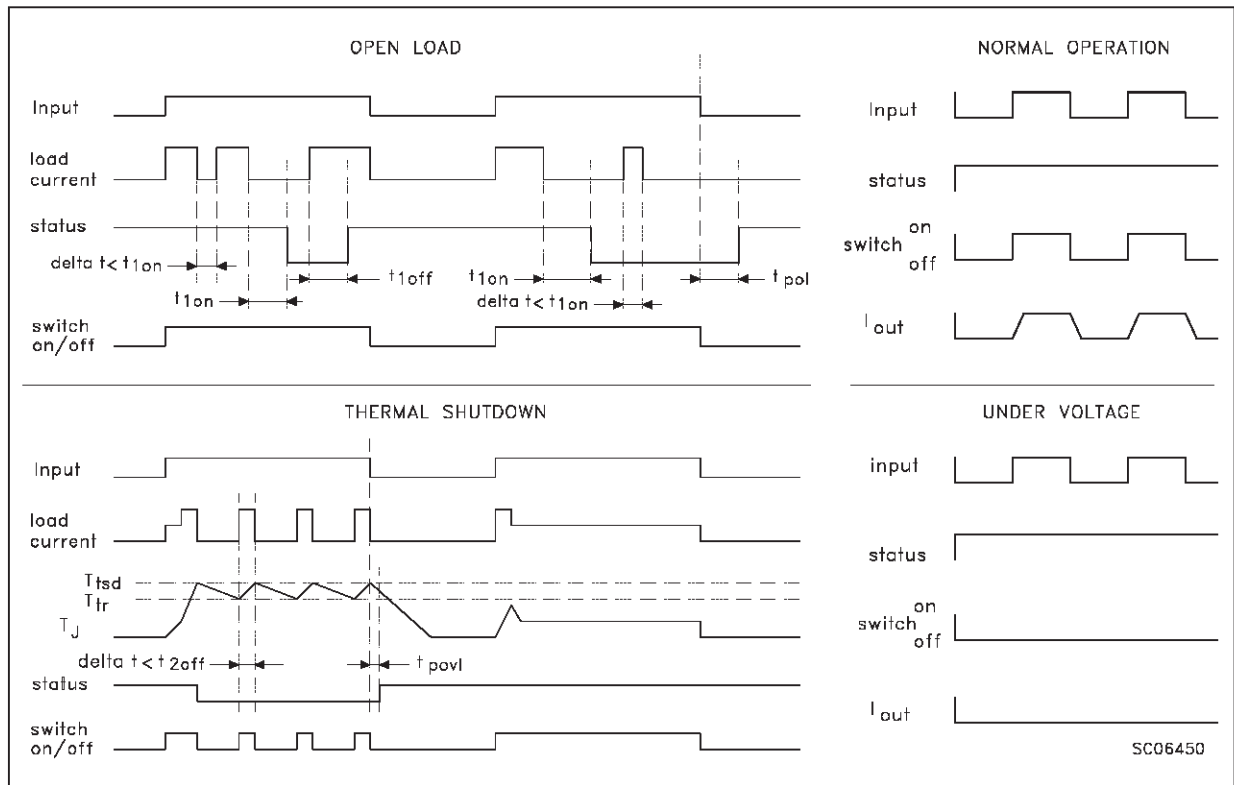 OPEN LOAD
Input
load
current
status
delta t< t1on
t1on
t1off
t1on
delta t< t1on
tpol
switch
on/off
NORMAL OPERATION
Input
status
switch on
off
Iout
THERMAL SHUTDOWN
Input
load
current
Ttsd
Ttr
TJ
delta t< t2off
tpovl
status
switch
on/off
UNDER VOLTAGE
input
status
switch on
off
Iout
SC06450